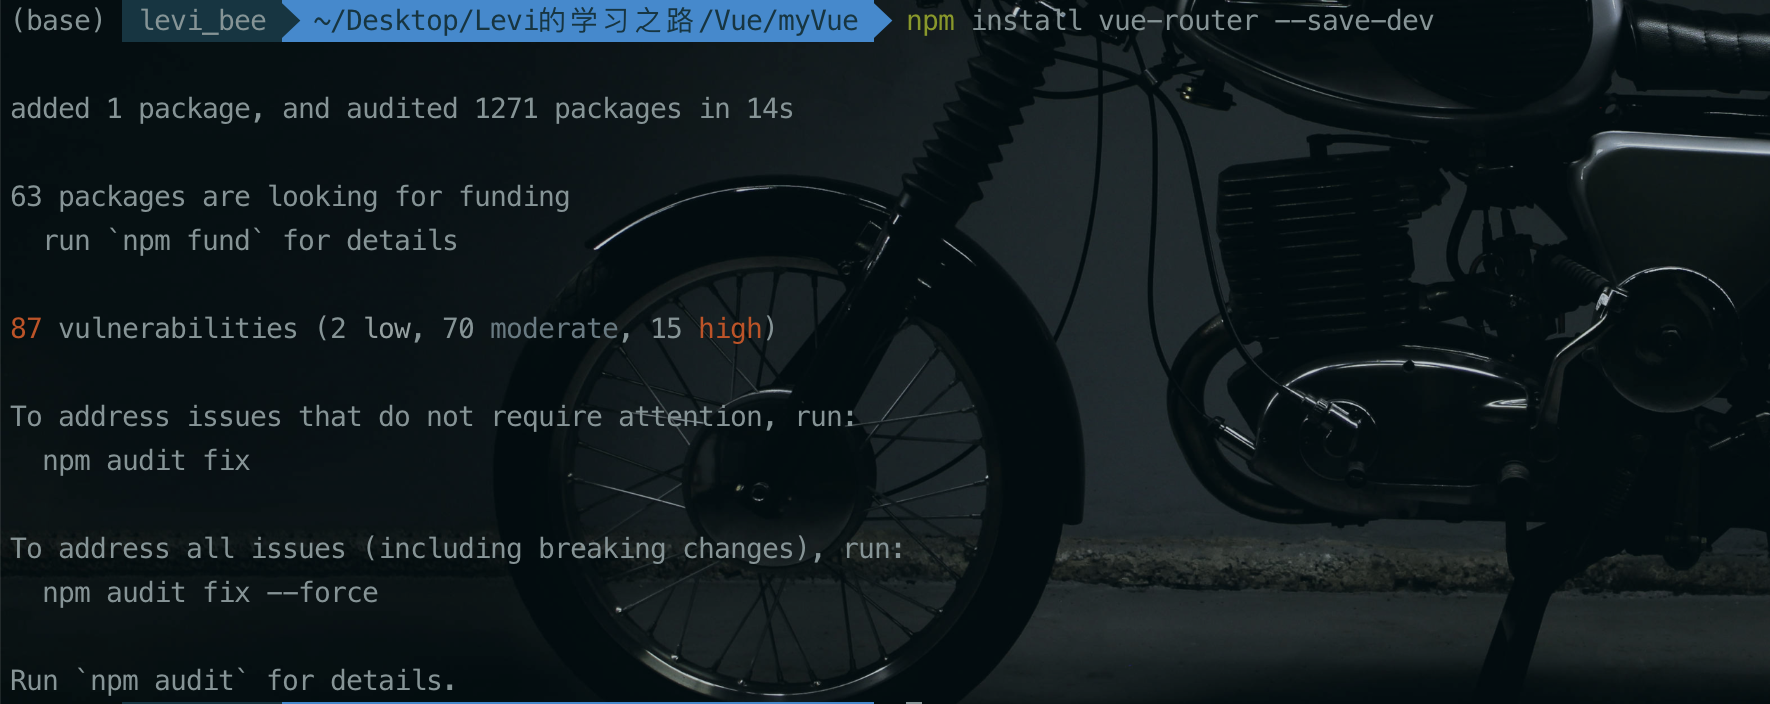 (base) levi_bee ~/Desktop/Levi的学习之路/Vue/myVue npm install vue-router --save-dev
added 1 package, and audited 1271 packages in 14s
63 packages are looking for funding
run `npm fund` for details
87 vulnerabilities (2 low, 70 moderate, 15 high)
To address issues that do not require attention, run:
npm audit fix
To address all issues (including breaking changes), run:
npm audit fix --force
Run `npm audit` for details.